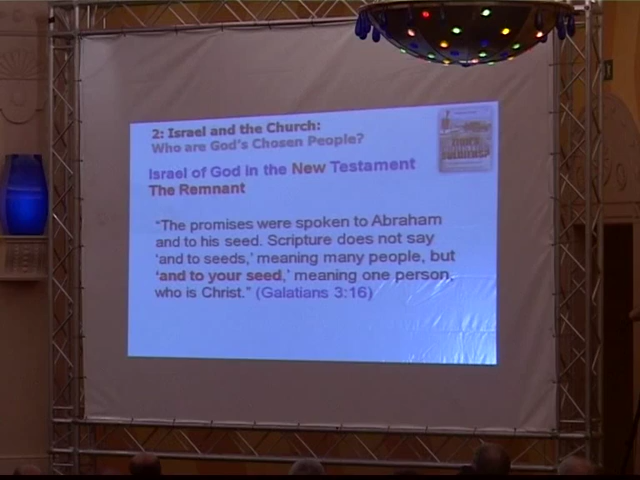 2: Israel and the Church:
Who are God's Chosen People?
Israel of God in the New Testament
The Remnant
“The promises were spoken to Abraham
and to his seed. Scripture does not say
‘and to seeds,’ meaning many people, but
‘and to your seed,’ meaning one person,
who is Christ.” (Galatians 3:16)